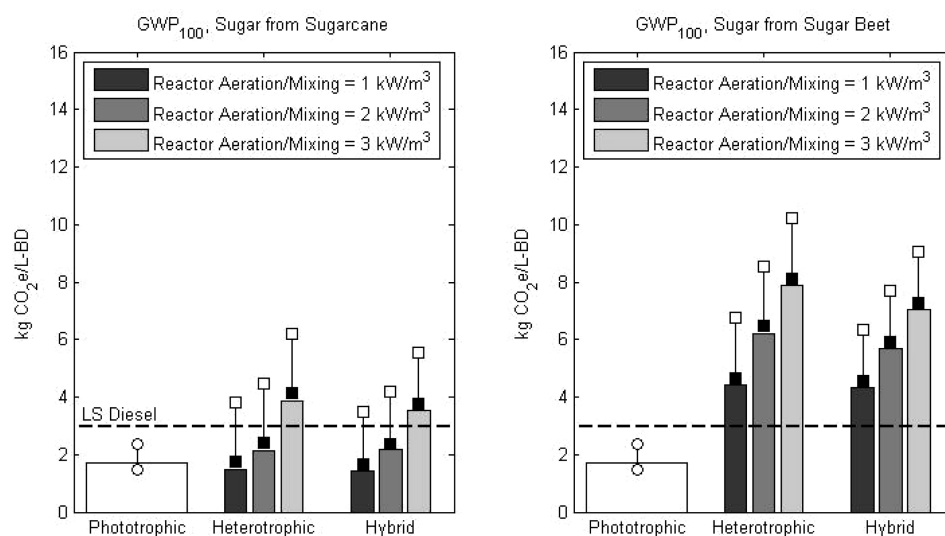 GWP100, Sugar from Sugarcane
16
14
12
10
8
6
4
2
0
kg CO2e/L-BD
Reactor Aeration/Mixing = 1 kW/m3
Reactor Aeration/Mixing = 2 kW/m3
Reactor Aeration/Mixing = 3 kW/m3
LS Diesel
Phototrophic Heterotrophic Hybrid
GWP100, Sugar from Sugar Beet
16
14
12
10
8
6
4
2
0
kg CO2e/L-BD
Reactor Aeration/Mixing = 1 kW/m3
Reactor Aeration/Mixing = 2 kW/m3
Reactor Aeration/Mixing = 3 kW/m3
Phototrophic Heterotrophic Hybrid